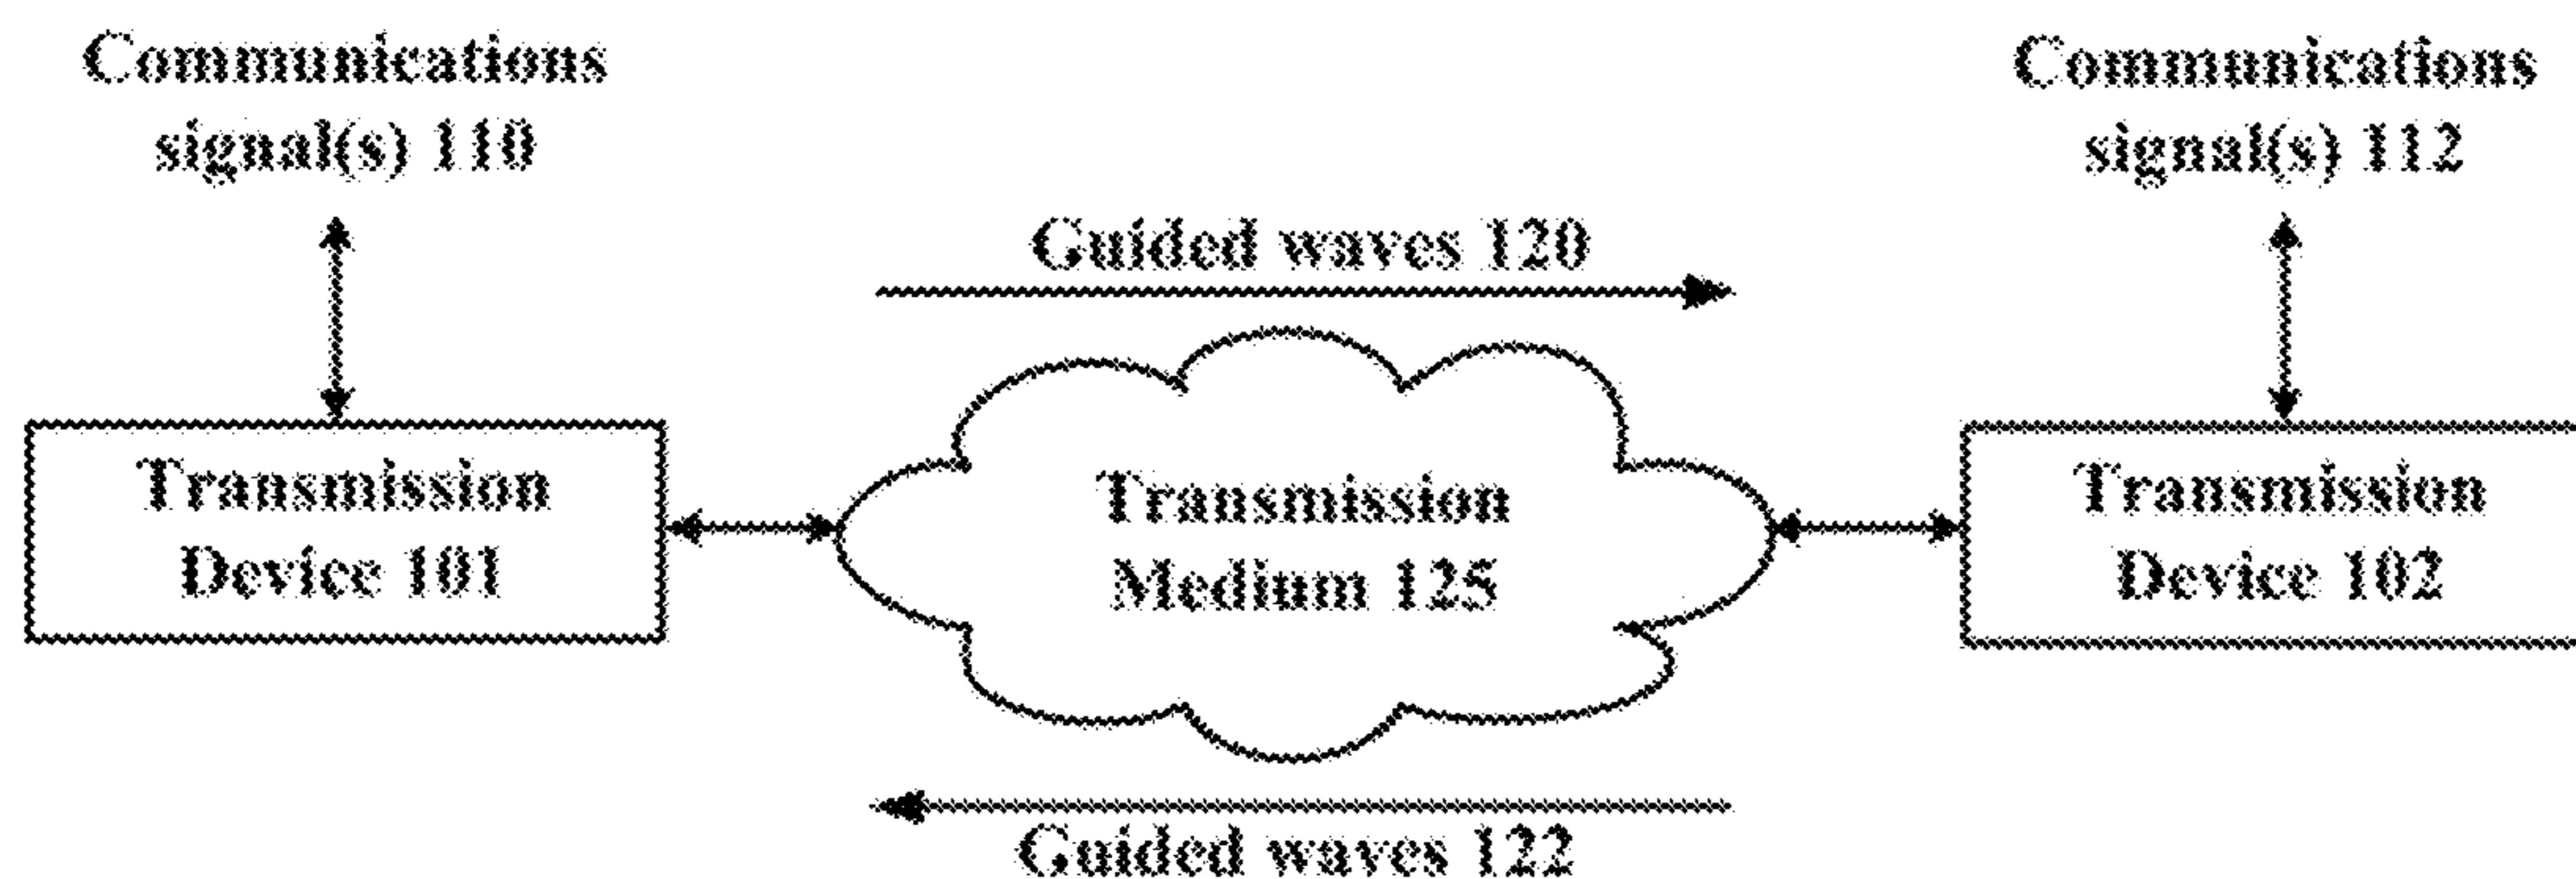 Communications
signal(s) 110
Communications
signal(s) 112
Guided waves 120
Transmission
Device 101
Transmission
Medium 125
Transmission
Device 102
Guided waves 122